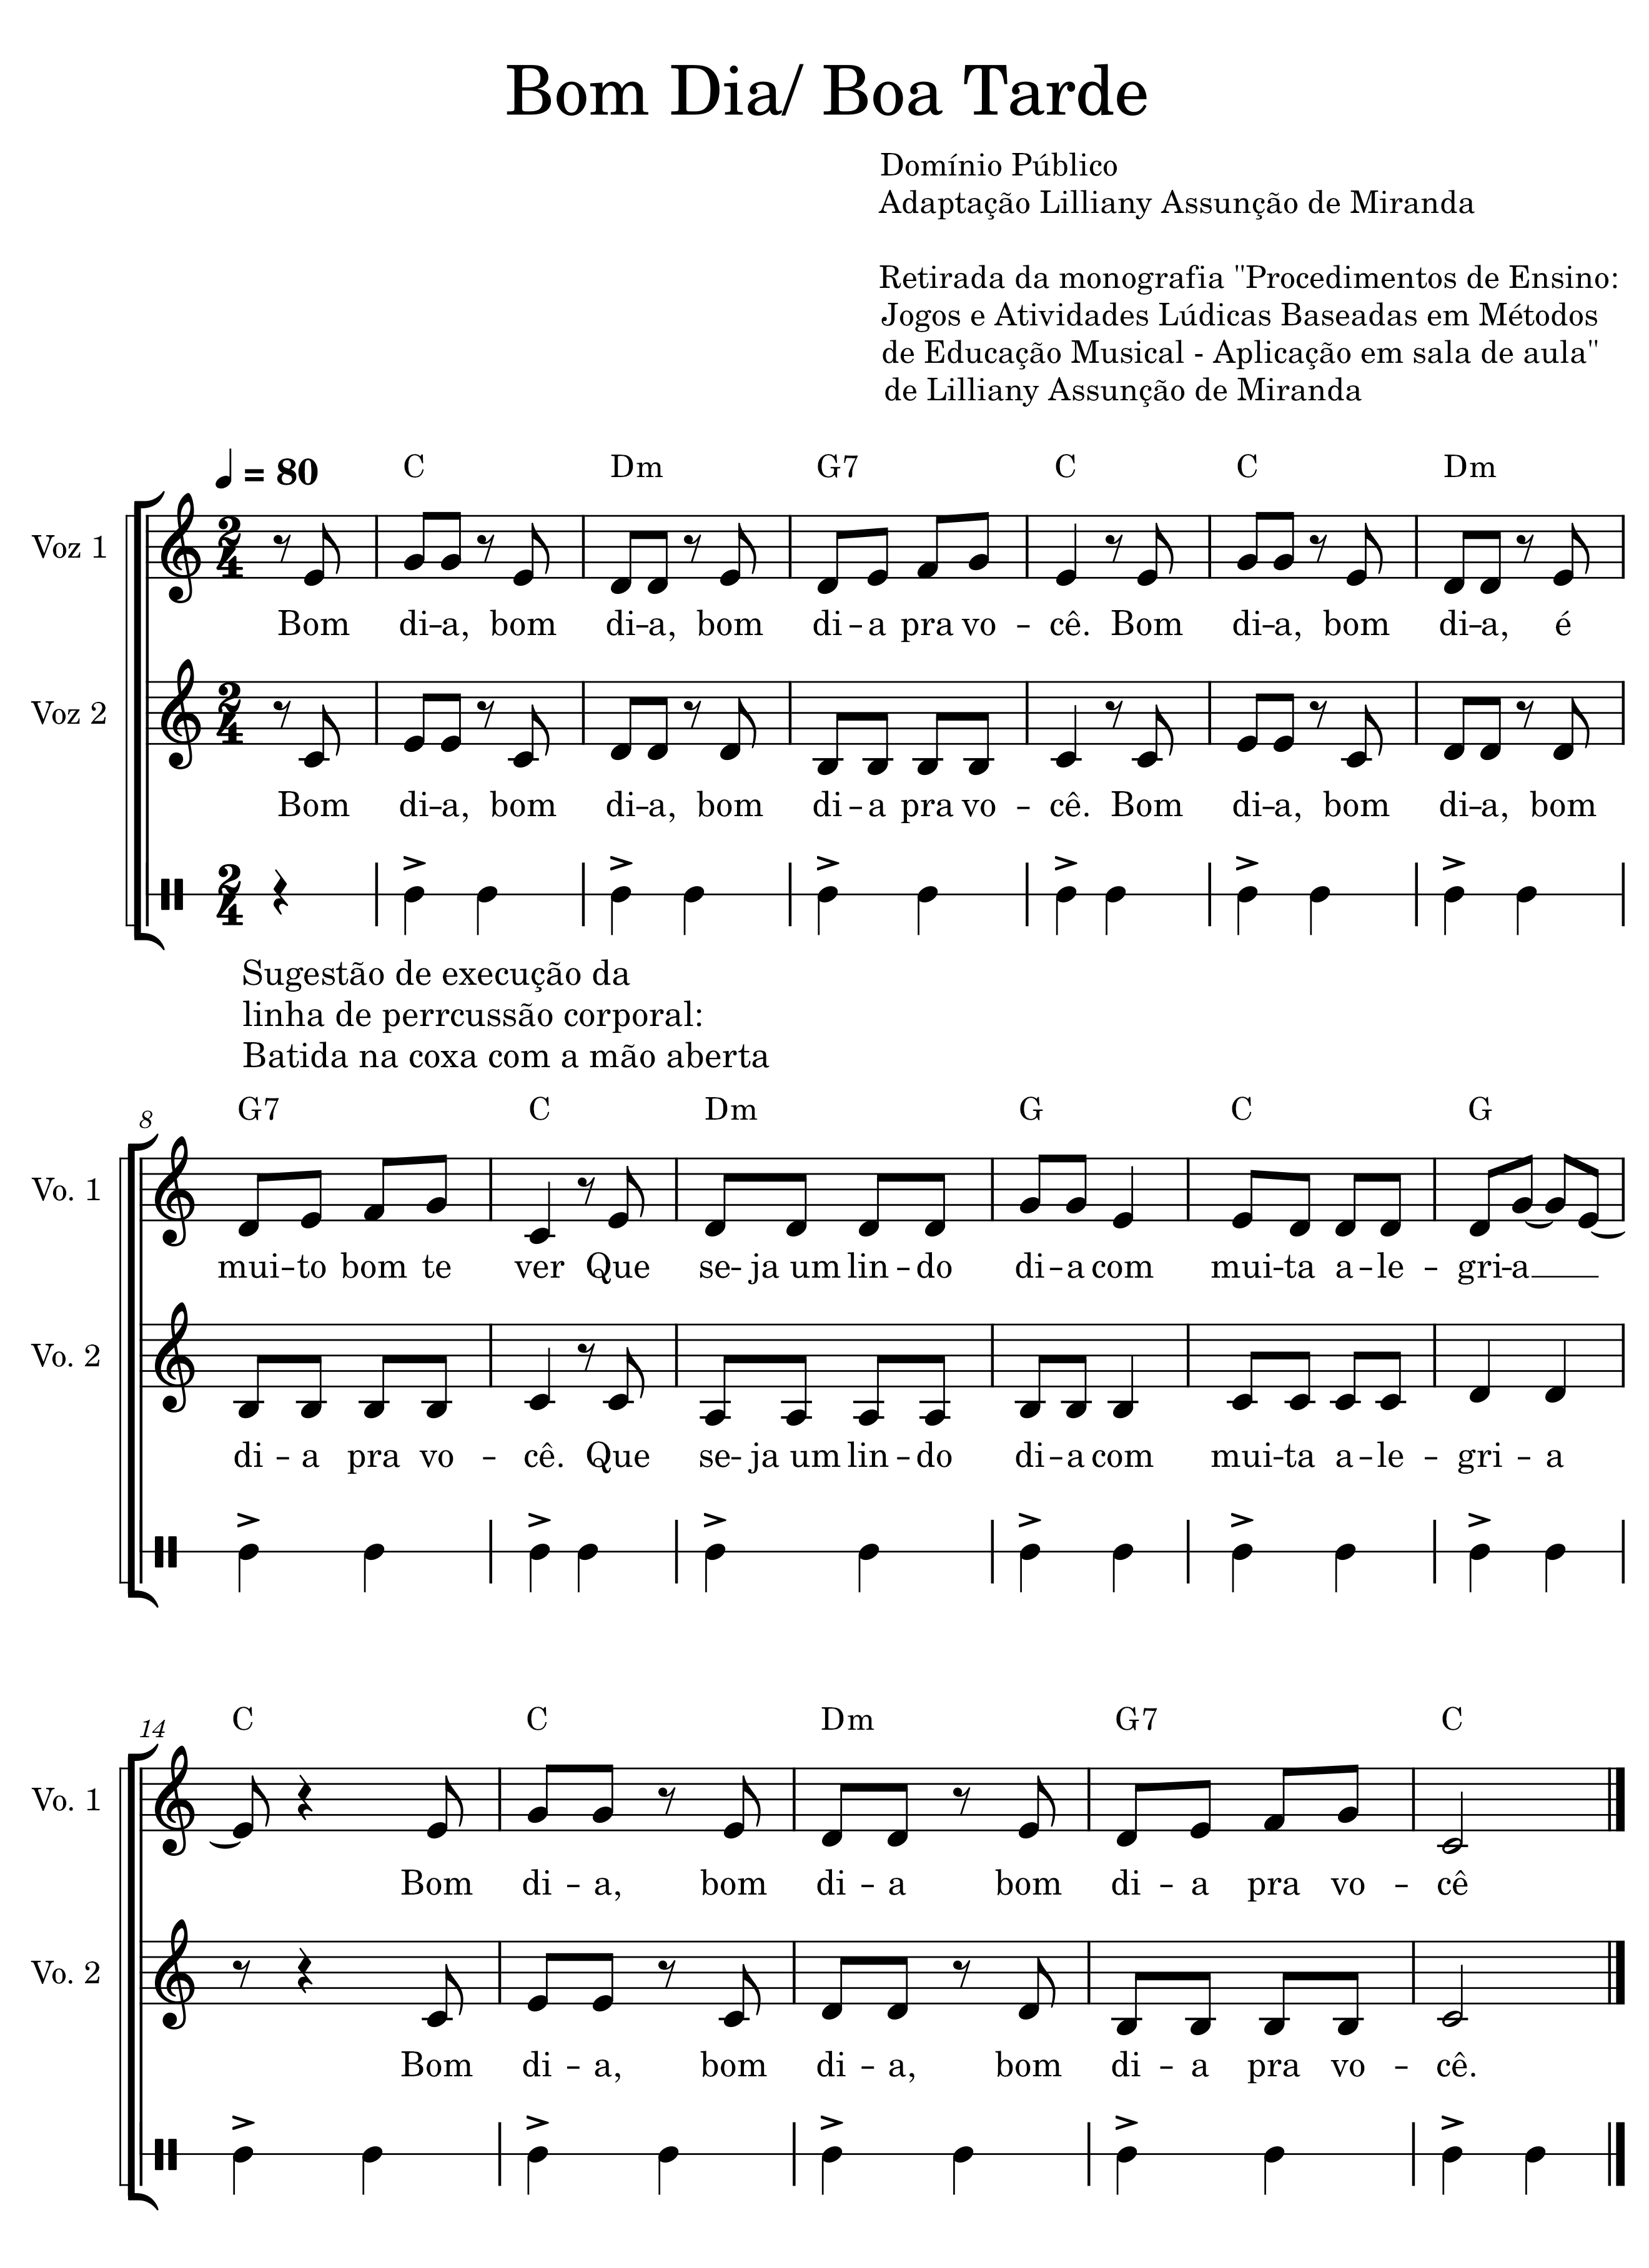 Bom Dia/ Boa Tarde
Domínio Público
Adaptação Lilliany Assunção de Miranda
Retirada da monografia "Procedimentos de Ensino:
Jogos e Atividades Lúdicas Baseadas em Métodos
de Educação Musical - Aplicação em sala de aula"
de Lilliany Assunção de Miranda
♩ = 80 C Dm G7 C C Dm
Voz 1 2 4
Bom di – a, bom di – a, bom di – a pra vo – cê. Bom di – a, bom di – a, é
Voz 2 2 4
Bom di – a, bom di – a, bom di – a pra vo – cê. Bom di – a, bom di – a, bom
2 4
Sugestão de execução da
linha de perrcussão corporal:
Batida na coxa com a mão aberta
8 G7 C Dm G C G
Vo. 1
mui – to bom te ver Que se- ja um lin – do di – a com mui – ta a – le – gri – a __
Vo. 2
di – a pra vo – cê. Que se- ja um lin – do di – a com mui – ta a – le – gri – a
14 C C Dm G7 C
Vo. 1
Bom di – a, bom di – a bom di – a pra vo – cê
Vo. 2
Bom di – a, bom di – a, bom di – a pra vo – cê.